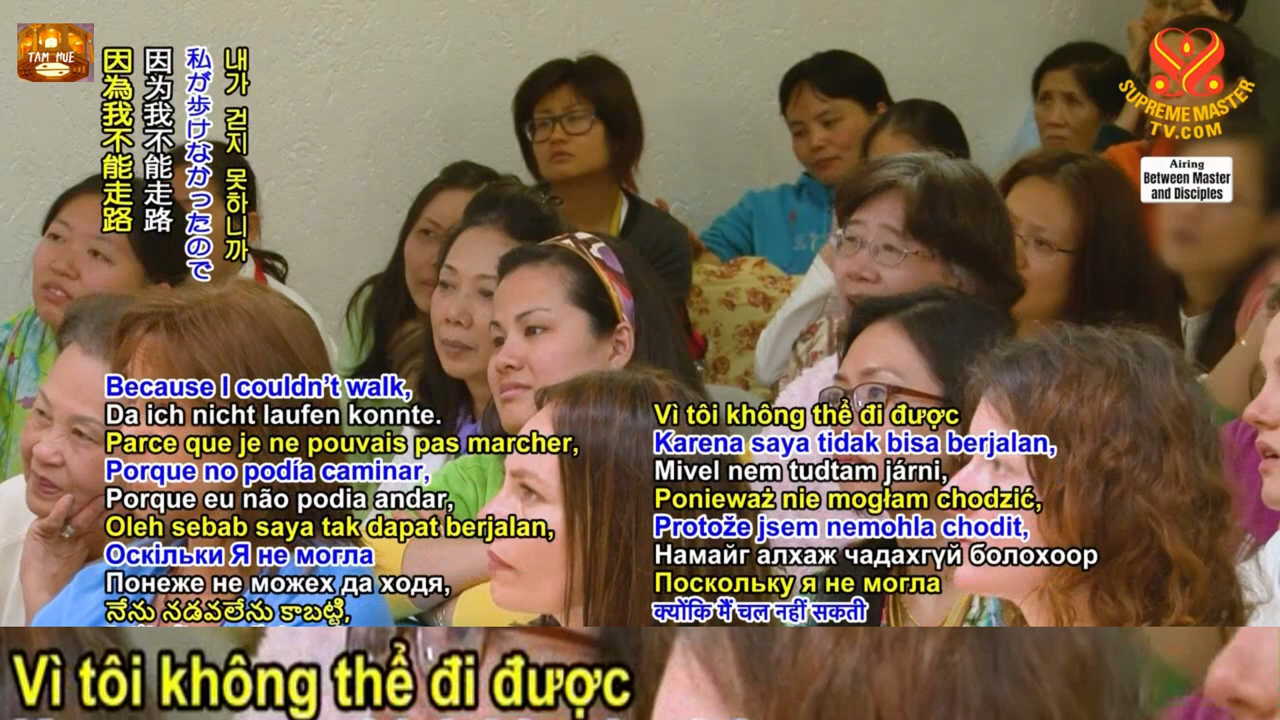 TAM HUE
因為我不能走路
因为我不能走路
私が歩けなかったので
내가 걷지 못하니까
SUPREME MASTER
TV.COM
Airing
Between Master
and Disciples
Because I couldn't walk,
Da ich nicht laufen konnte.
Parce que je ne pouvais pas marcher,
Porque no podía caminar,
Porque eu não podia andar,
Oleh sebab saya tak dapat berjalan,
Оскільки Я не могла
Понеже не можех да ходя,
నేను నడవలేను కాబట్టి,
Vì tôi không thể đi được
Karena saya tidak bisa berjalan,
Mivel nem tudtam járni,
Ponieważ nie mogłam chodzić,
Protože jsem nemohla chodit,
Намайг алхаж чадахгүй болохоор
Поскольку я не могла
क्योंकि मैं चल नहीं सकती
Vì tôi không thể đi được